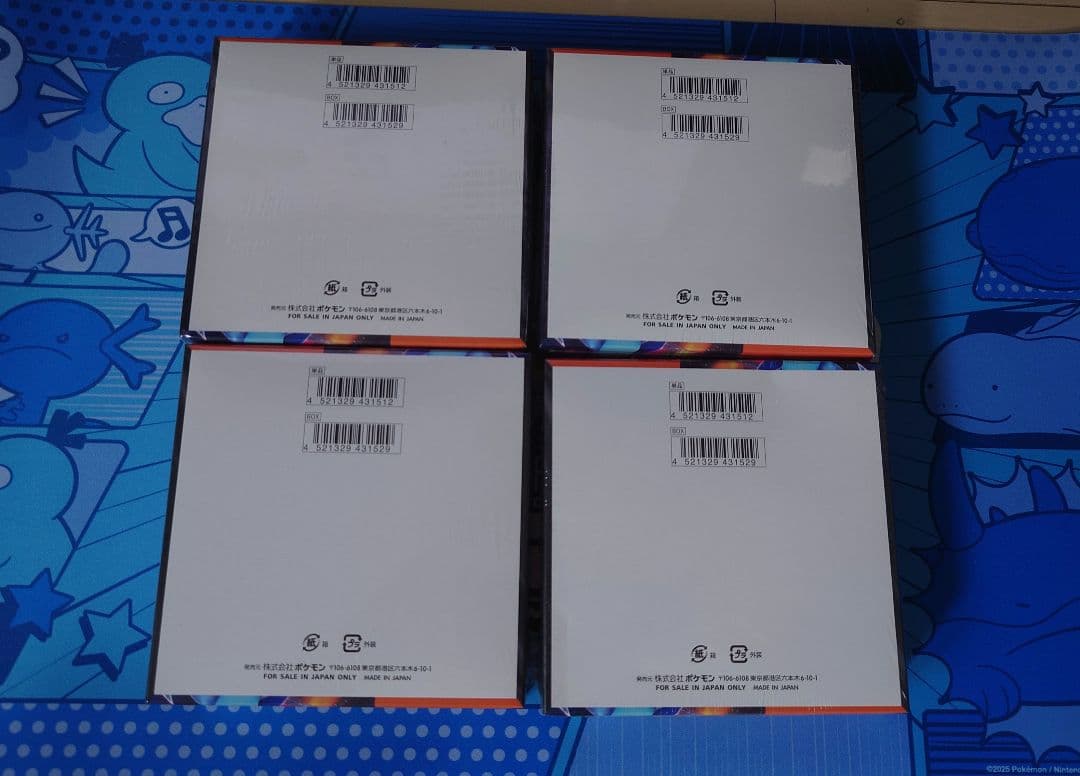 単品
4 521329 431512
BOX
4 521329 431529
紙 箱 プラ 外装
発売元 株式会社ポケモン 〒106-6108 東京都港区六本木6-10-1
FOR SALE IN JAPAN ONLY MADE IN JAPAN
単品
4 521329 431512
BOX
4 521329 431529
紙 箱 プラ 外装
発売元 株式会社ポケモン 〒106-6108 東京都港区六本木6-10-1
FOR SALE IN JAPAN ONLY MADE IN JAPAN
単品
4 521329 431512
BOX
4 521329 431529
紙 箱 プラ 外装
発売元 株式会社ポケモン 〒106-6108 東京都港区六本木6-10-1
FOR SALE IN JAPAN ONLY MADE IN JAPAN
単品
4 521329 431512
BOX
4 521329 431529
紙 箱 プラ 外装
発売元 株式会社ポケモン 〒106-6108 東京都港区六本木6-10-1
FOR SALE IN JAPAN ONLY MADE IN JAPAN
©2025 Pokémon / Ninten